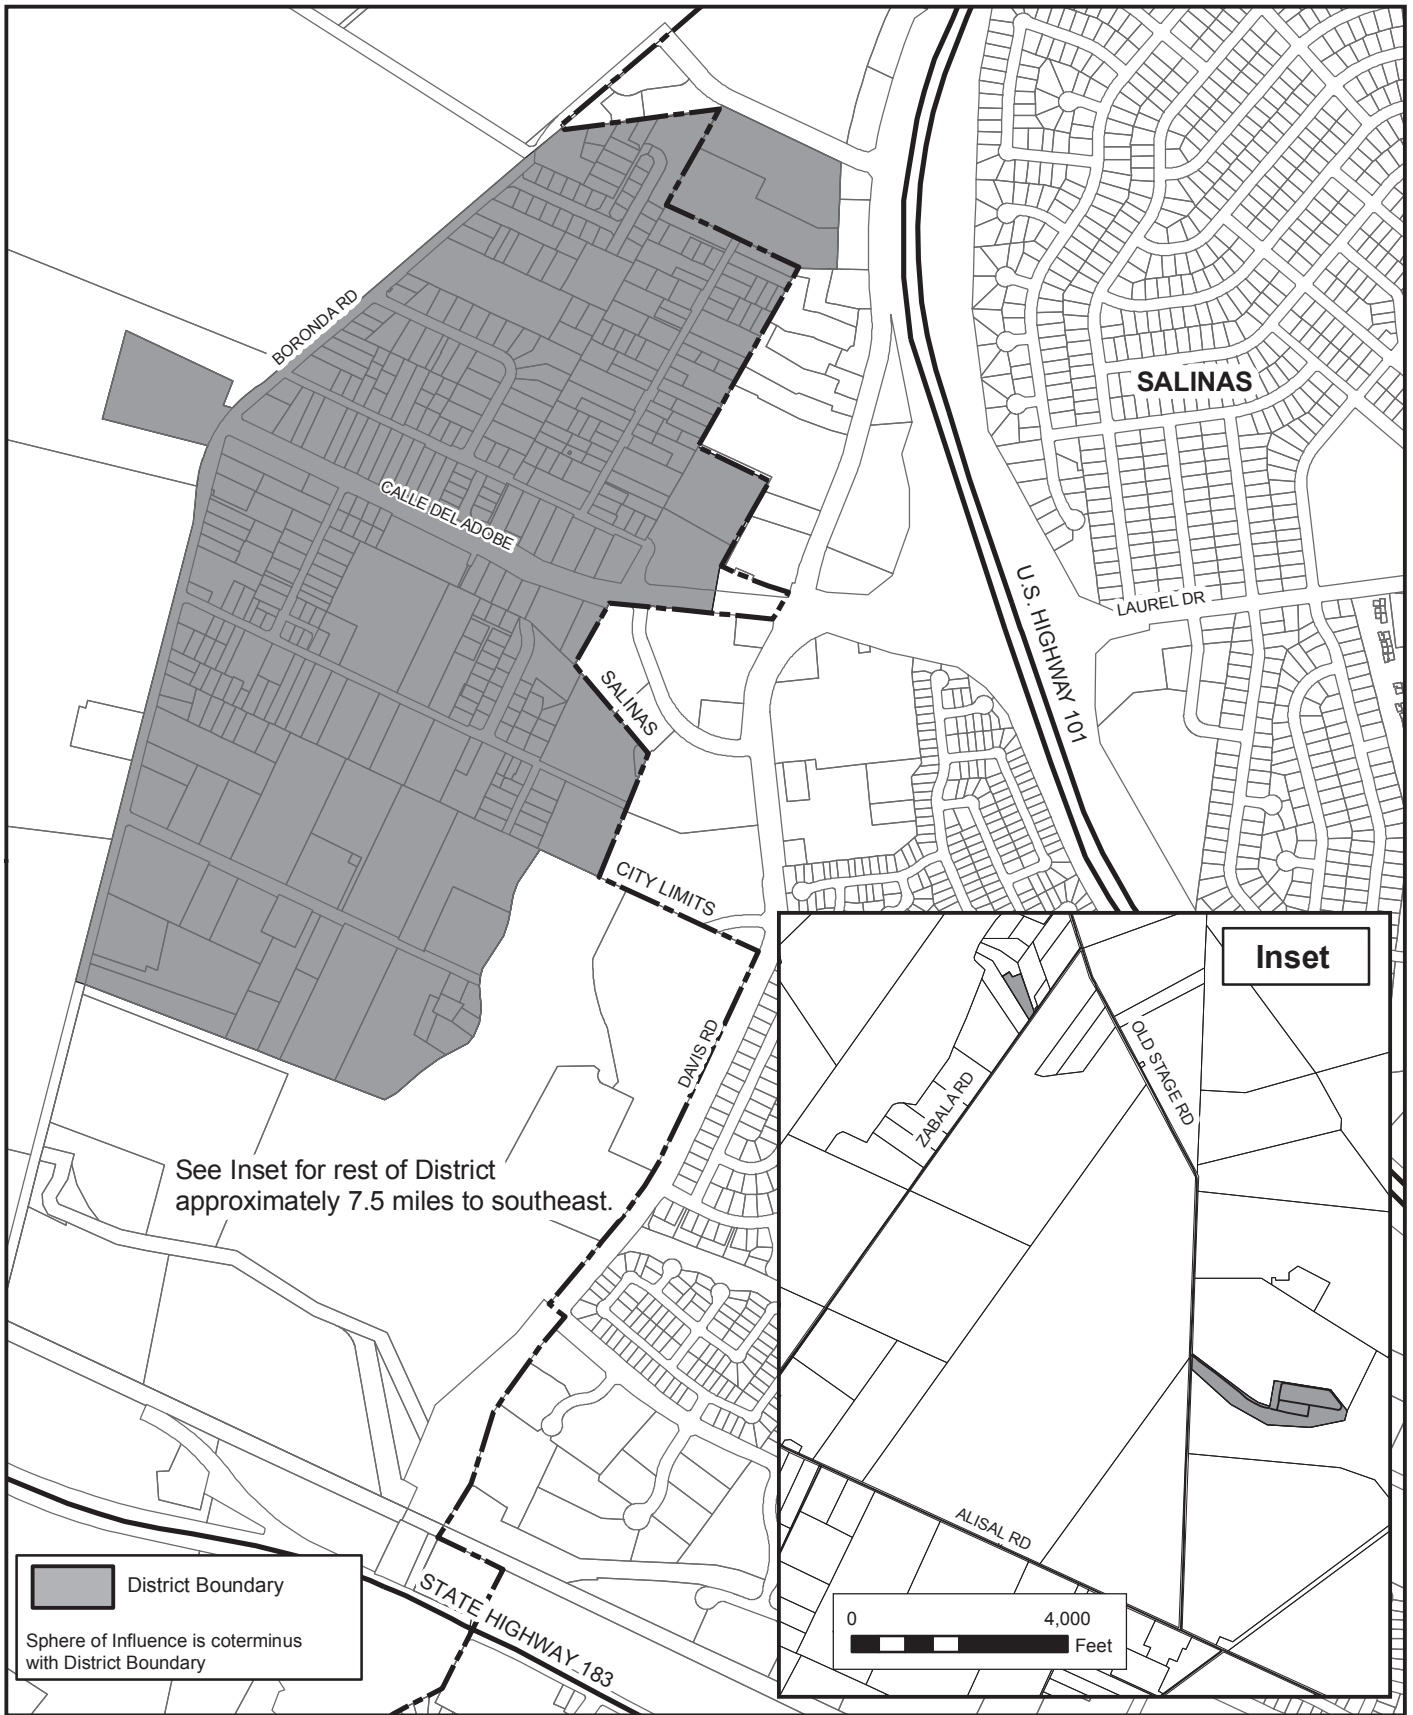 BORONDA RD
SALINAS
CALLE DEL ADOBE
U.S. HIGHWAY 101
LAUREL DR
SALINAS
CITY LIMITS
DAVIS RD
See Inset for rest of District
approximately 7.5 miles to southeast.
Inset
OLD STAGE RD
ZABALA RD
ALISAL RD
0 4,000
Feet
STATE HIGHWAY 183
District Boundary
Sphere of Influence is coterminus
with District Boundary